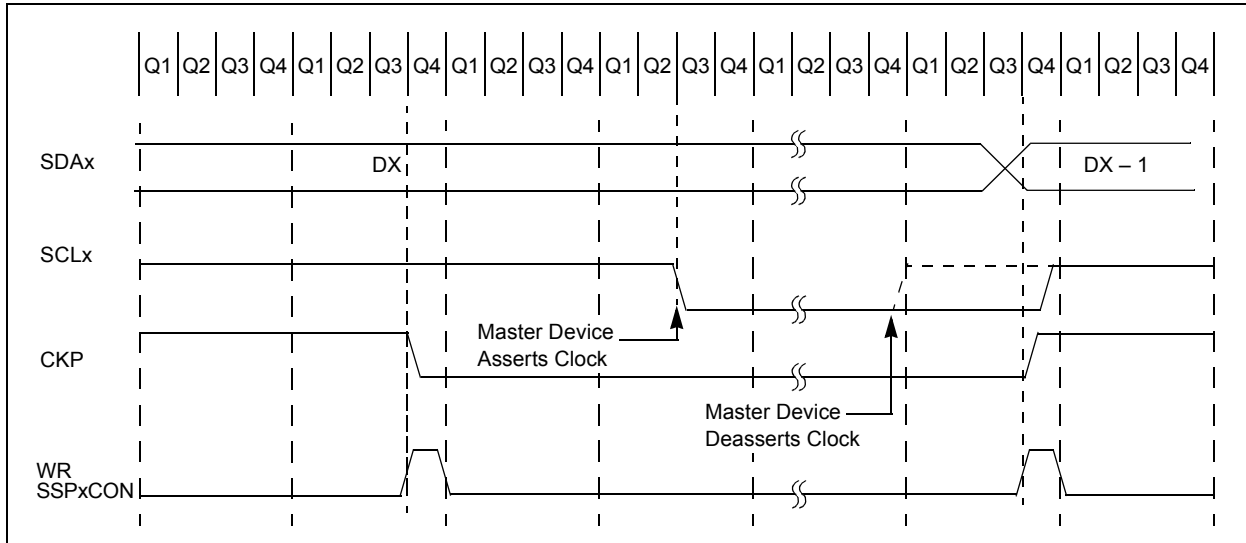 Q1 Q2 Q3 Q4 Q1 Q2 Q3 Q4 Q1 Q2 Q3 Q4 Q1 Q2 Q3 Q4 Q1 Q2 Q3 Q4 Q1 Q2 Q3 Q4 Q1 Q2 Q3 Q4
SDAx
DX
DX – 1
SCLx
Master Device
Asserts Clock
CKP
Master Device
Deasserts Clock
WR
SSPxCON